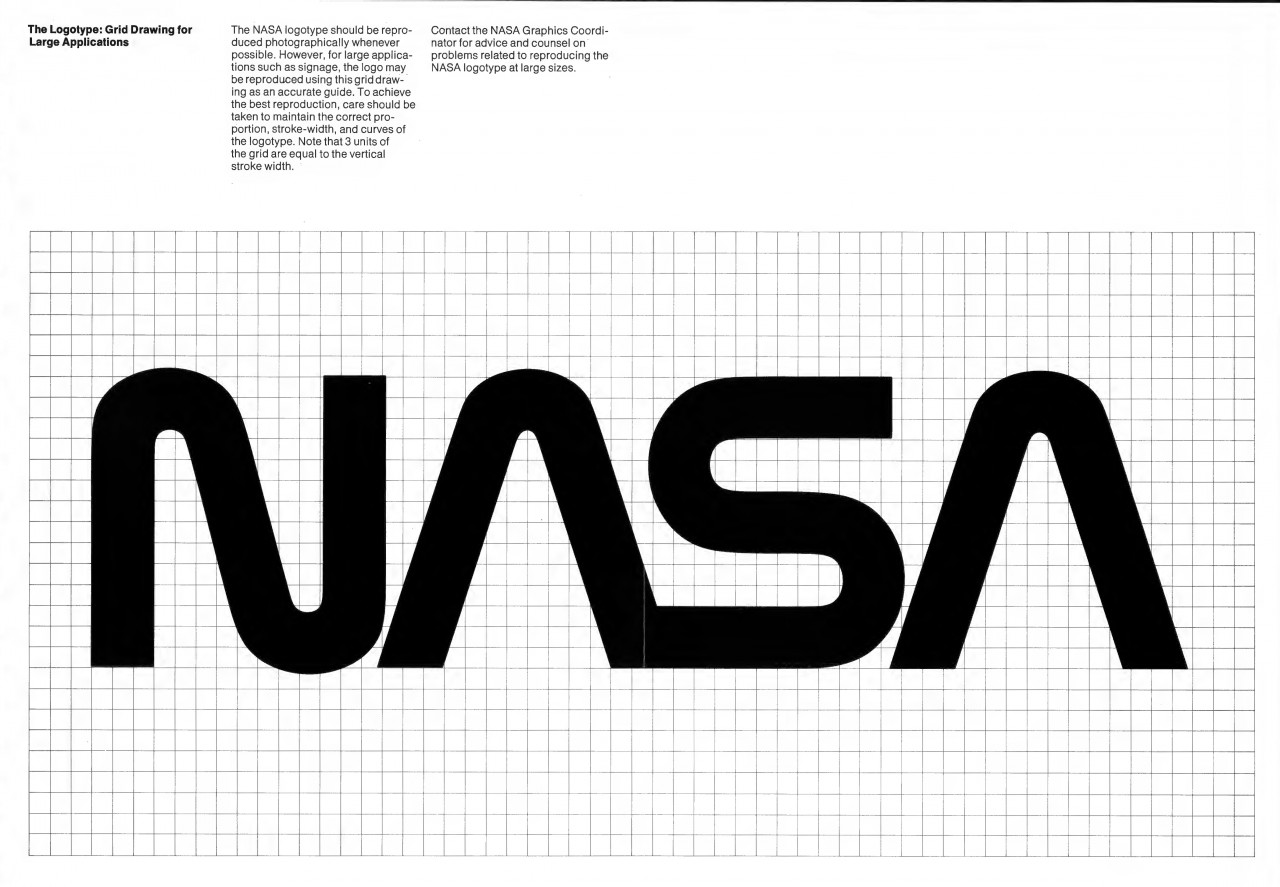 The Logotype: Grid Drawing for
Large Applications
The NASA logotype should be repro-
duced photographically whenever
possible. However, for large applica-
tions such as signage, the logo may
be reproduced using this grid draw-
ing as an accurate guide. To achieve
the best reproduction, care should be
taken to maintain the correct pro-
portion, stroke-width, and curves of
the logotype. Note that 3 units of
the grid are equal to the vertical
stroke width.
Contact the NASA Graphics Coordi-
nator for advice and counsel on
problems related to reproducing the
NASA logotype at large sizes.
NASA